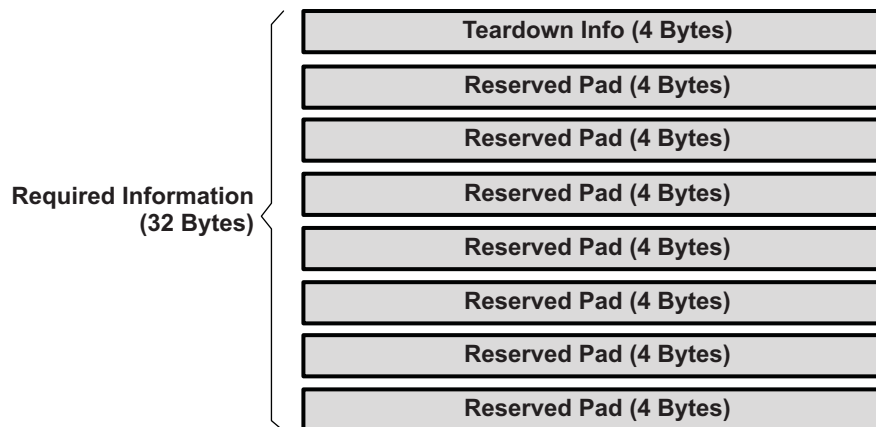 Teardown Info (4 Bytes)
Reserved Pad (4 Bytes)
Reserved Pad (4 Bytes)
Reserved Pad (4 Bytes)
Required Information
(32 Bytes)
Reserved Pad (4 Bytes)
Reserved Pad (4 Bytes)
Reserved Pad (4 Bytes)
Reserved Pad (4 Bytes)